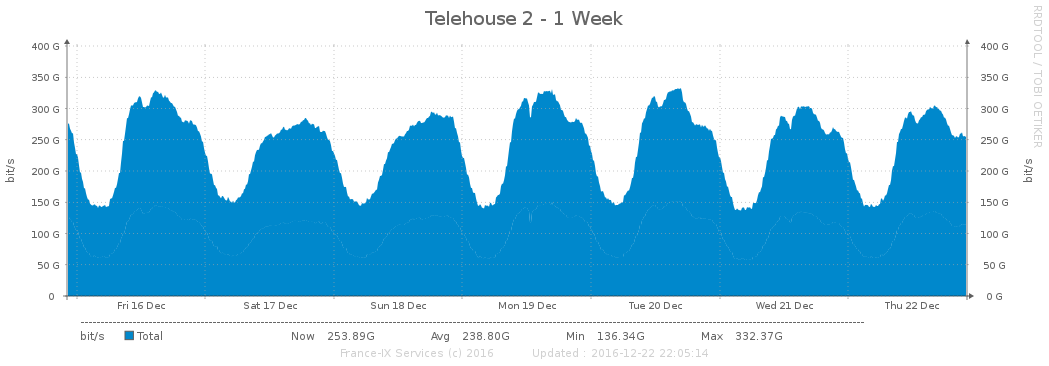 Telehouse 2 - 1 Week
RRDTOOL / TOBI OETIKER
400 G 400 G
350 G 350 G
300 G 300 G
250 G 250 G
200 G 200 G
150 G 150 G
100 G 100 G
50 G 50 G
0 0 G
bit/s
bit/s
Fri 16 Dec Sat 17 Dec Sun 18 Dec Mon 19 Dec Tue 20 Dec Wed 21 Dec Thu 22 Dec
bit/s Total Now 253.89G Avg 238.80G Min 136.34G Max 332.37G
France-IX Services (c) 2016 Updated : 2016-12-22 22:05:14